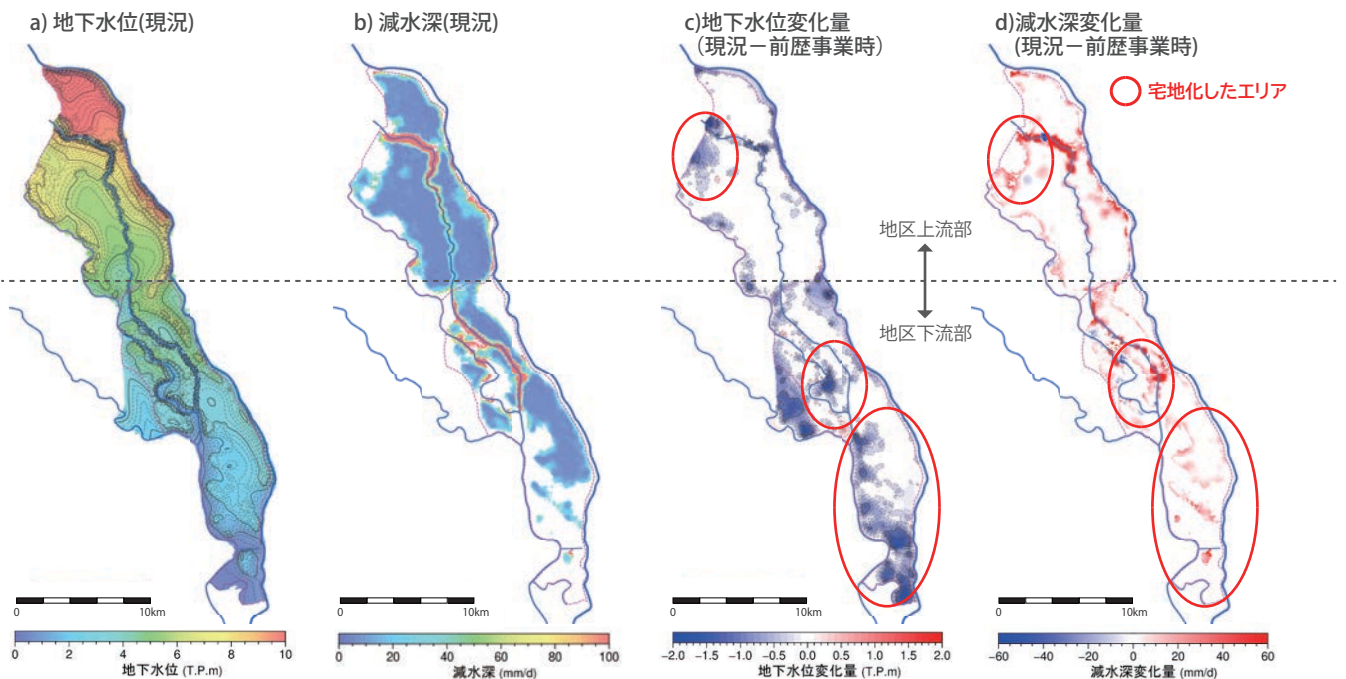 a) 地下水位(現況)
b) 減水深(現況)
c)地下水位変化量
(現況－前歴事業時)
d)減水深変化量
(現況－前歴事業時)
宅地化したエリア
地区上流部
地区下流部
0 10km
0 10km
0 10km
0 10km
0 2 4 6 8 10
地下水位 (T.P.m)
0 20 40 60 80 100
減水深 (mm/d)
−2.0 −1.5 −1.0 −0.5 0.0 0.5 1.0 1.5 2.0
地下水位変化量 (T.P.m)
−60 −40 −20 0 20 40 60
減水深変化量 (mm/d)